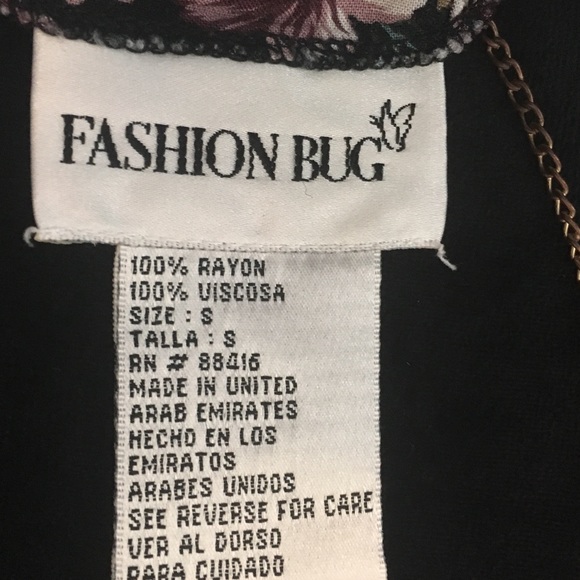 FASHION BUG
100% RAYON
100% VISCOSA
SIZE : S
TALLA : S
RN # 88416
MADE IN UNITED
ARAB EMIRATES
HECHO EN LOS
EMIRATOS
ARABES UNIDOS
SEE REVERSE FOR CARE
VER AL DORSO
PARA CUIDADO